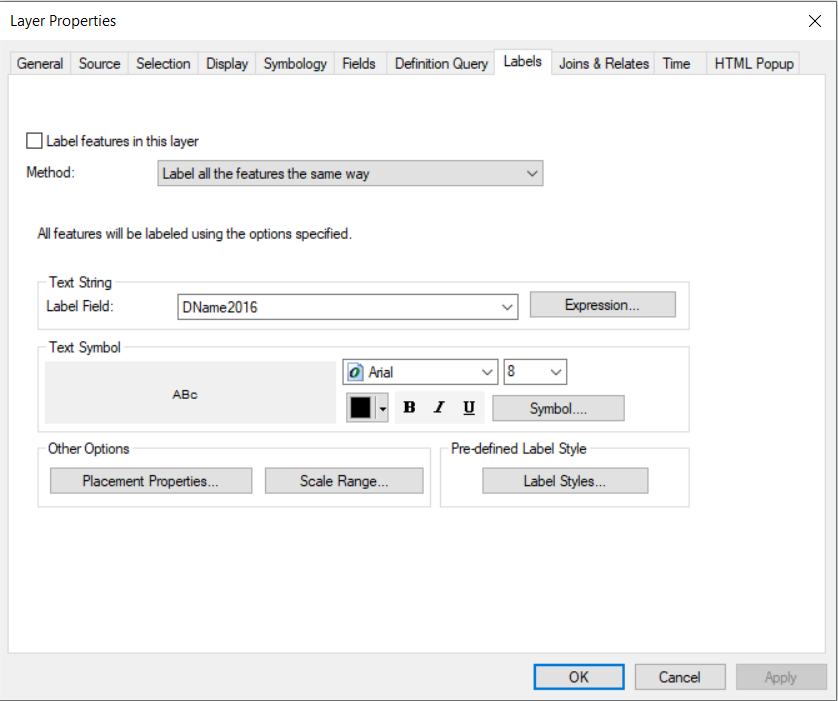 Layer Properties
General Source Selection Display Symbology Fields Definition Query Labels Joins & Relates Time HTML Popup
Label features in this layer
Method: Label all the features the same way
All features will be labeled using the options specified.
Text String
Label Field: DName2016 Expression...
Text Symbol
ABc Arial 8
B I U Symbol....
Other Options Pre-defined Label Style
Placement Properties... Scale Range... Label Styles...
OK Cancel Apply